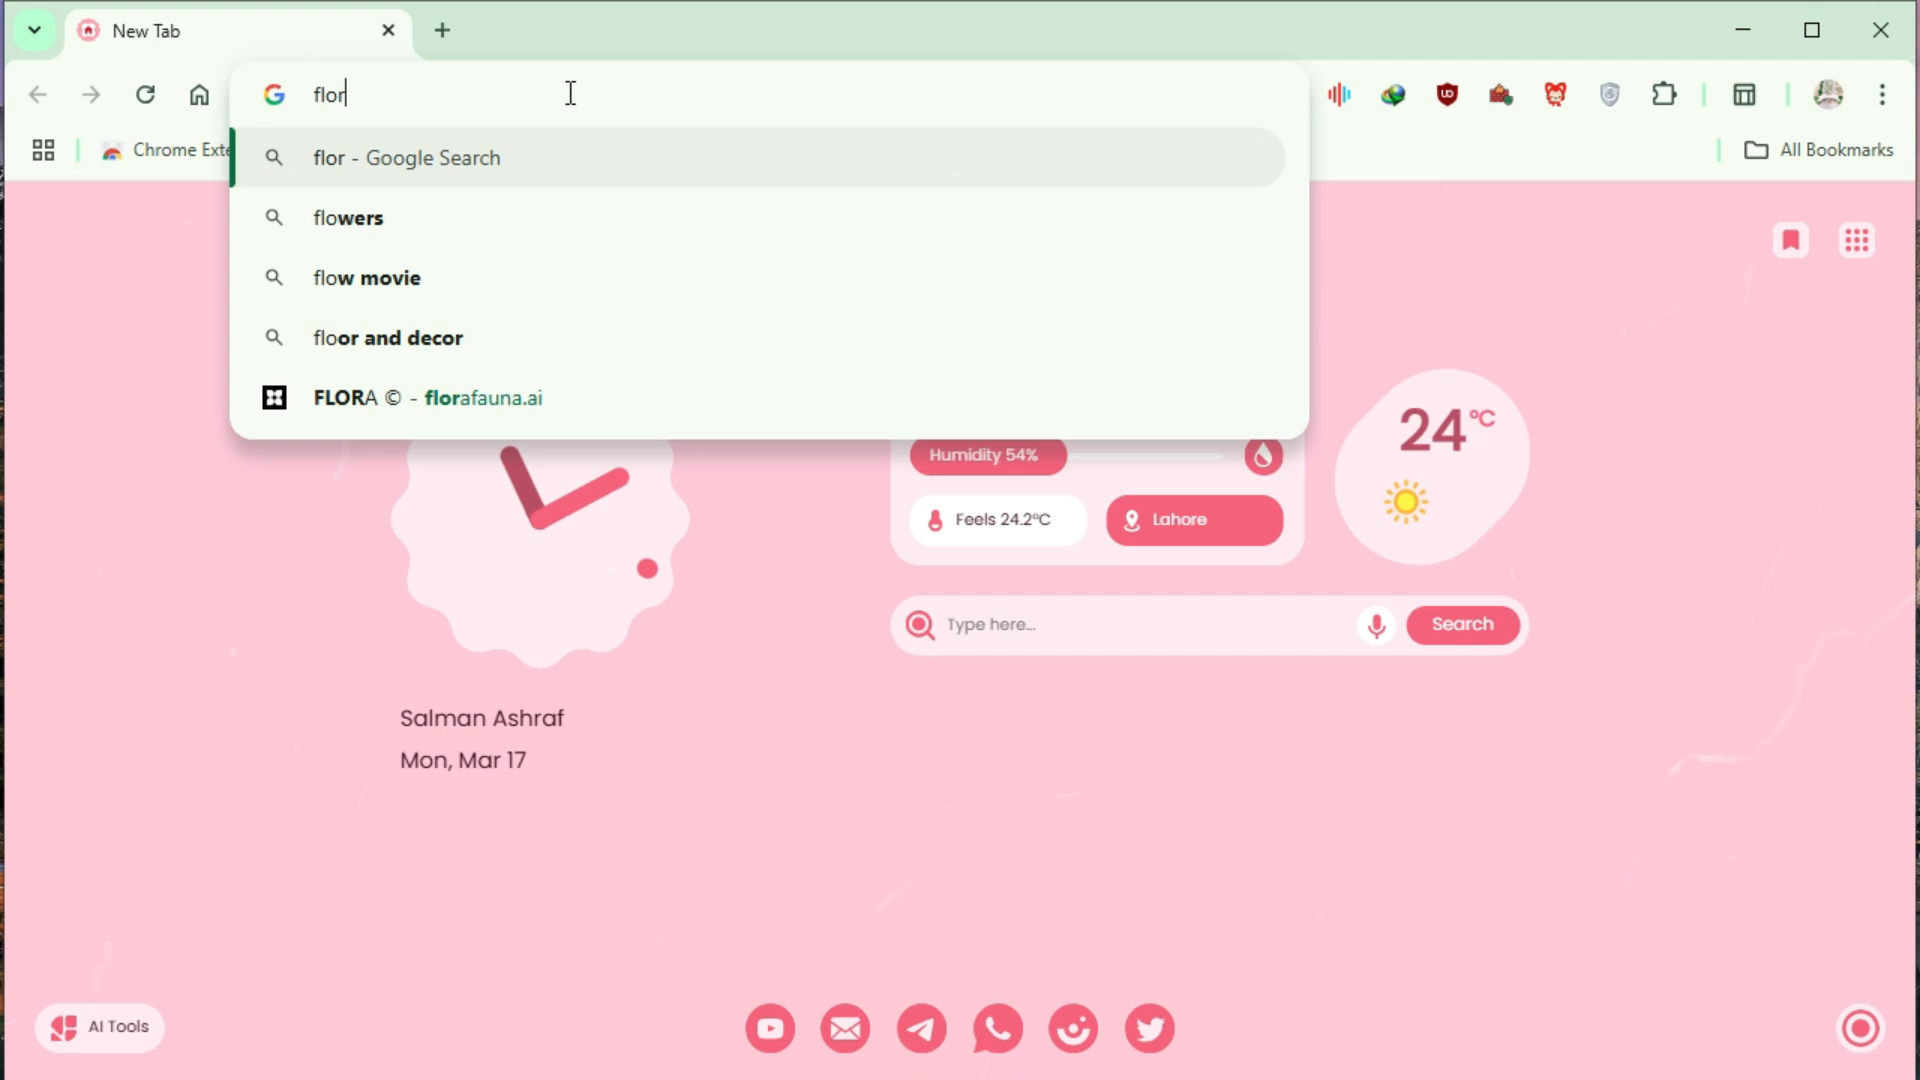 New Tab
flor
Chrome Exte
All Bookmarks
flor - Google Search
flowers
flow movie
floor and decor
FLORA © - florafauna.ai
Humidity 54%
24°C
Feels 24.2°C
Lahore
Type here...
Search
Salman Ashraf
Mon, Mar 17
AI Tools